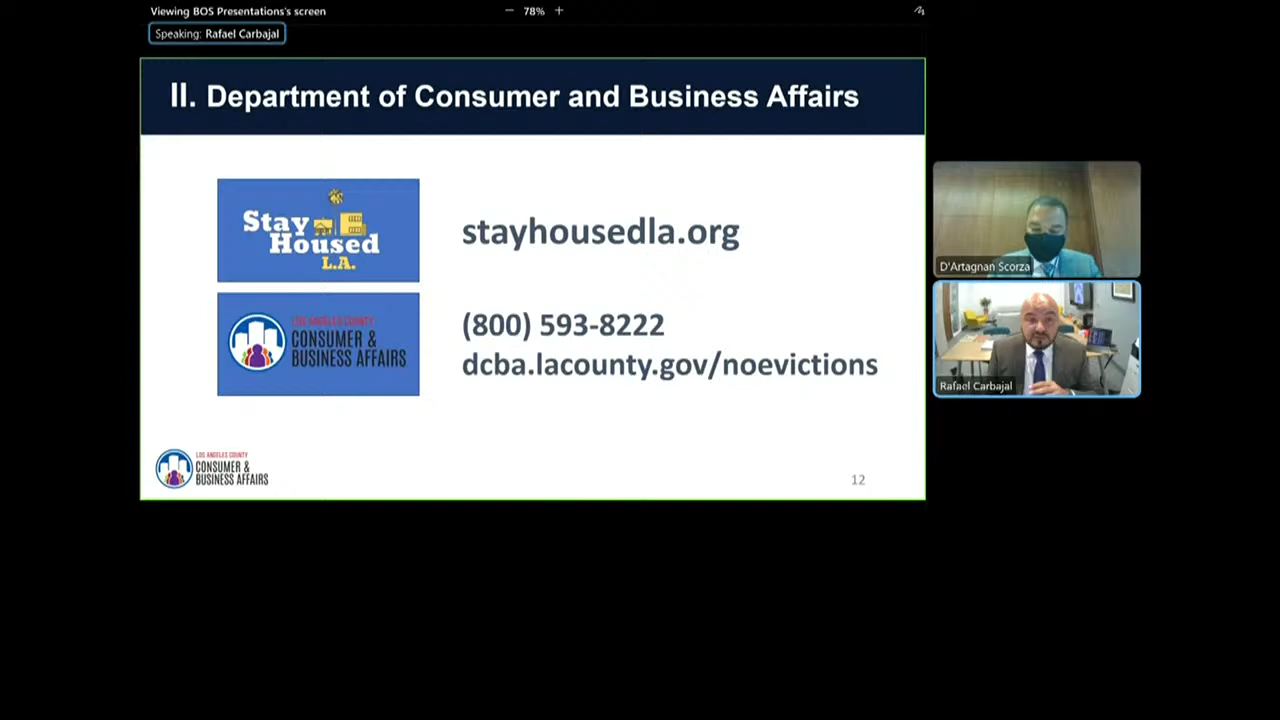 Viewing BOS Presentations's screen
78%
Speaking: Rafael Carbajal
II. Department of Consumer and Business Affairs
Stay
Housed
L.A.
stayhousedla.org
LOS ANGELES COUNTY
CONSUMER &
BUSINESS AFFAIRS
(800) 593-8222
dcba.lacounty.gov/noevictions
LOS ANGELES COUNTY
CONSUMER &
BUSINESS AFFAIRS
12
D'Artagnan Scorza
Rafael Carbajal